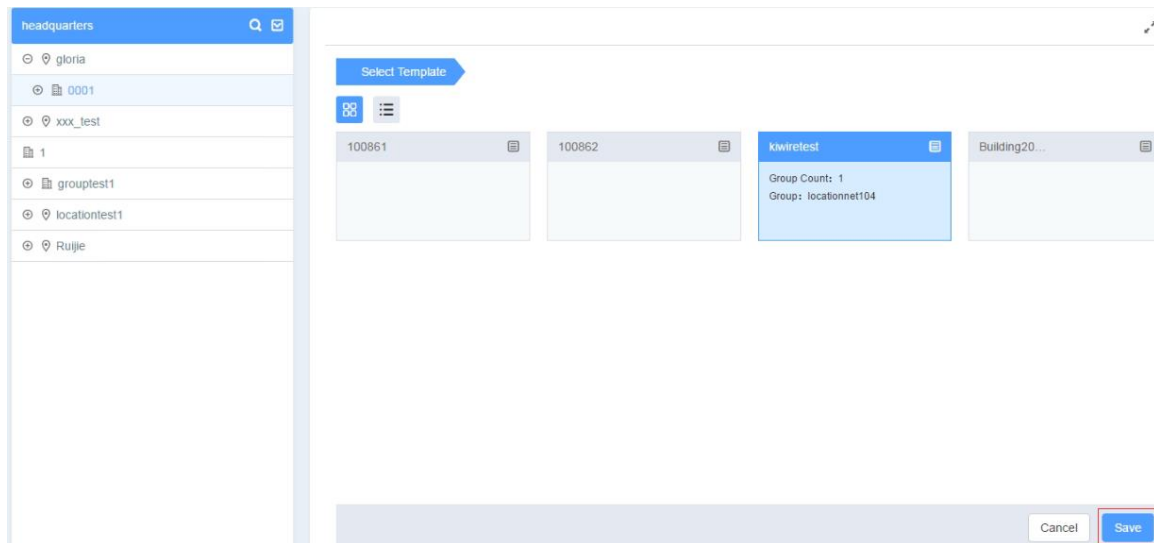 headquarters
gloria
0001
xxx_test
1
grouptest1
locationtest1
Ruijie
Select Template
100861
100862
kiwiretest
Group Count: 1
Group: locationnet104
Building20...
Cancel
Save